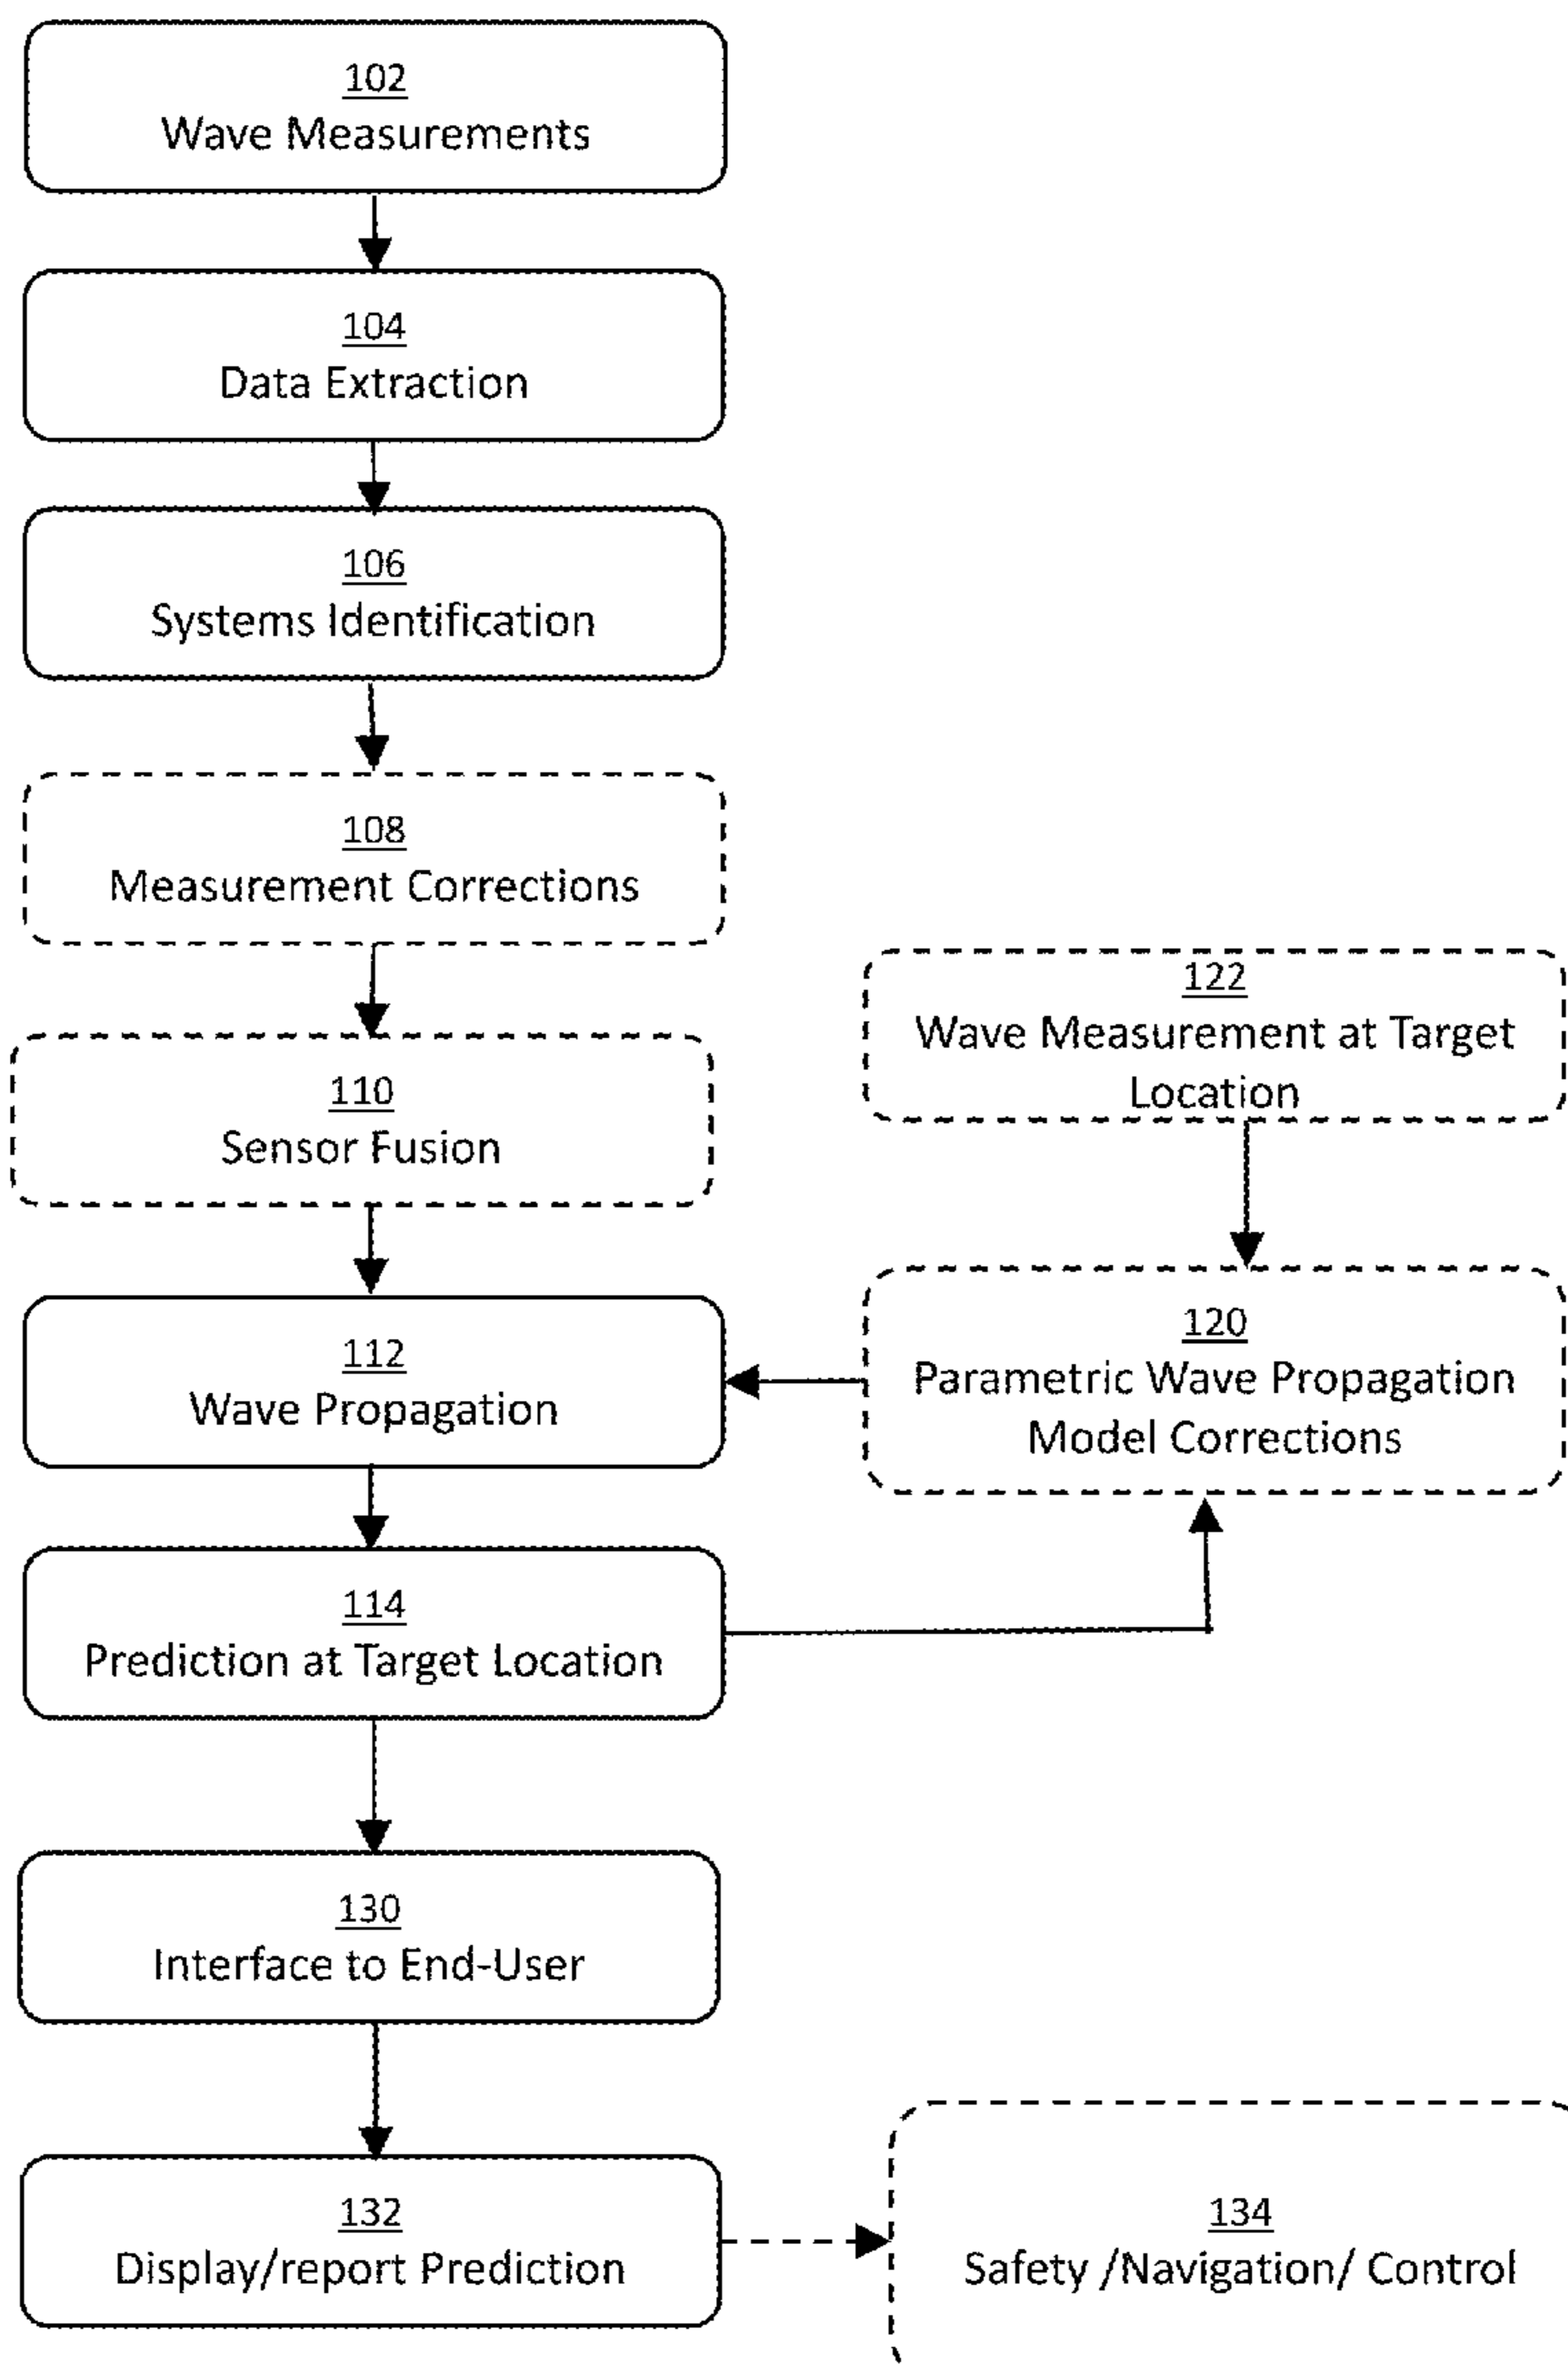 102
Wave Measurements
104
Data Extraction
106
Systems Identification
108
Measurement Corrections
110
Sensor Fusion
122
Wave Measurement at Target
Location
112
Wave Propagation
120
Parametric Wave Propagation
Model Corrections
114
Prediction at Target Location
130
Interface to End-User
132
Display/report Prediction
134
Safety /Navigation/ Control